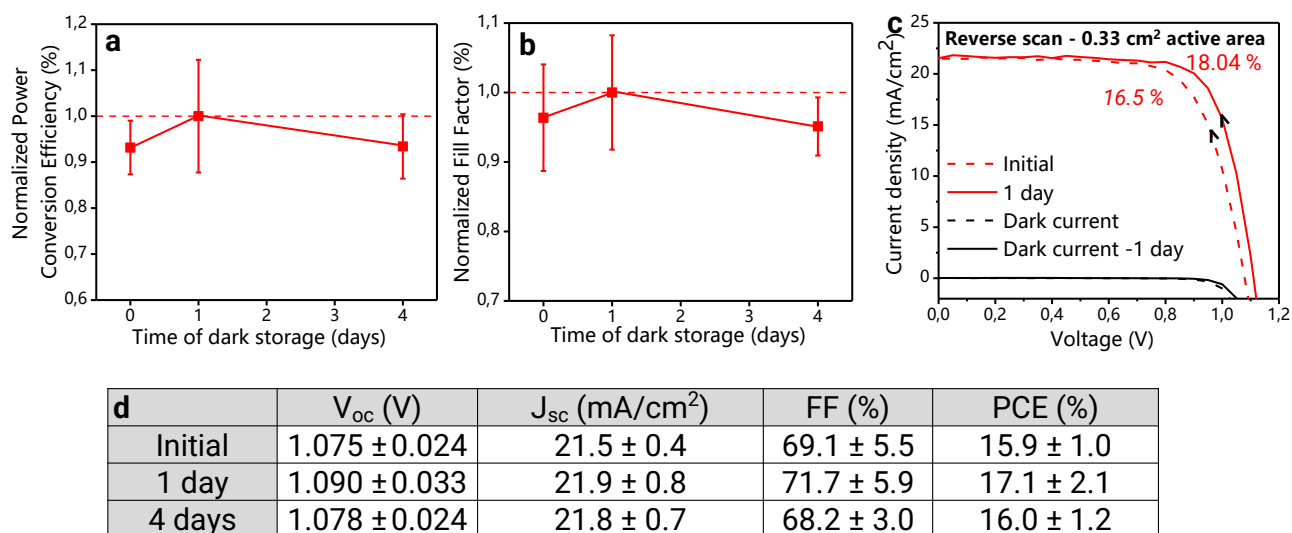 a
Normalized Power
Conversion Efficiency (%)
1,2
1,1
1,0
0,9
0,8
0,7
0,6
0 1 2 3 4
Time of dark storage (days)
b
Normalized Fill Factor (%)
1,1
1,0
0,9
0,8
0,7
0 1 2 3 4
Time of dark storage (days)
c
Current density (mA/cm²)
25
20
15
10
5
0
Reverse scan - 0.33 cm² active area
18.04 %
16.5 %
Initial
1 day
Dark current
Dark current -1 day
0,0 0,2 0,4 0,6 0,8 1,0 1,2
Voltage (V)
d Voc (V) Jsc (mA/cm²) FF (%) PCE (%)
Initial 1.075 ±0.024 21.5 ± 0.4 69.1 ± 5.5 15.9 ± 1.0
1 day 1.090 ±0.033 21.9 ± 0.8 71.7 ± 5.9 17.1 ± 2.1
4 days 1.078 ±0.024 21.8 ± 0.7 68.2 ± 3.0 16.0 ± 1.2